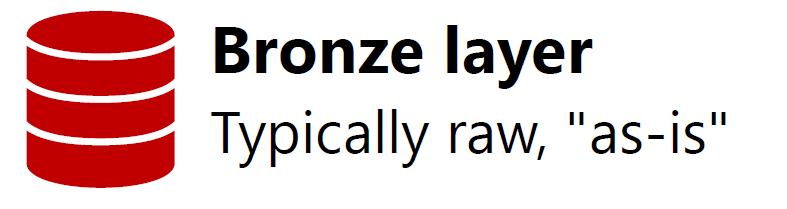 Bronze layer
Typically raw, "as-is"